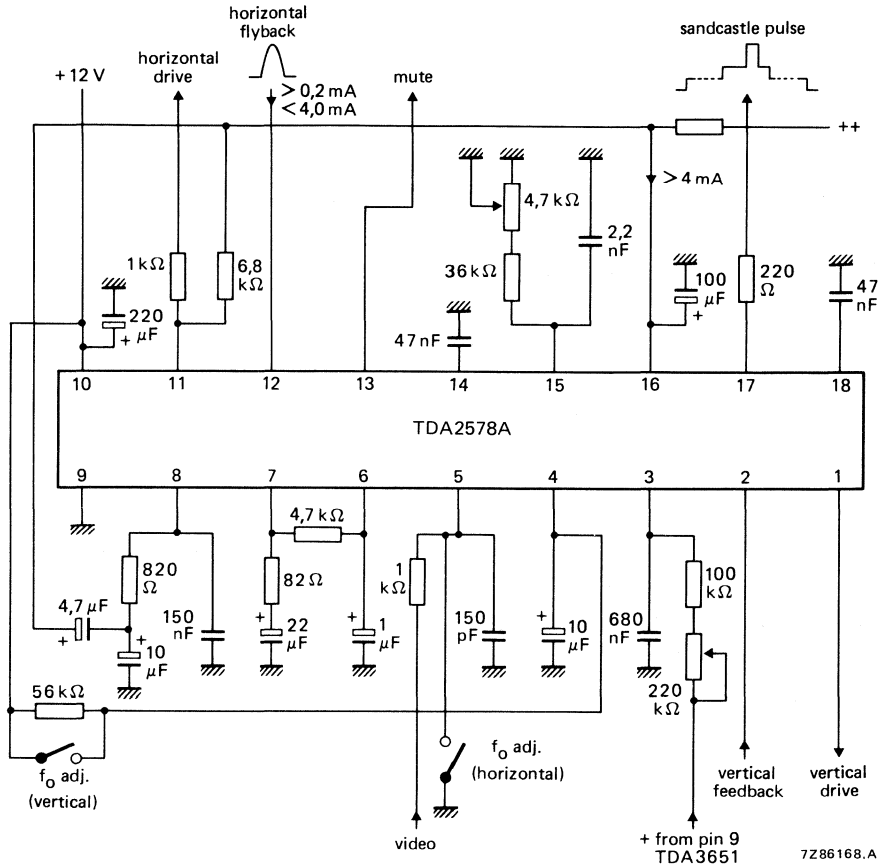 horizontal
flyback
sandcastle pulse
horizontal
drive
+ 12 V
> 0,2 mA
< 4,0 mA
mute
++
> 4 mA
4,7 kΩ
2,2
nF
1 kΩ
6,8
kΩ
36 kΩ
100
μF
+
220
Ω
47
nF
220
μF
+
47 nF
10
11
12
13
14
15
16
17
18
TDA2578A
9
8
7
6
5
4
3
2
1
4,7 kΩ
820
Ω
82 Ω
1
kΩ
100
kΩ
4,7 μF
+
150
nF
+
10
μF
+
22
μF
+
1
μF
150
pF
+
10
μF
680
nF
220
kΩ
56 kΩ
fo adj.
(vertical)
fo adj.
(horizontal)
vertical
feedback
vertical
drive
video
+ from pin 9
TDA3651
7Z86168.A